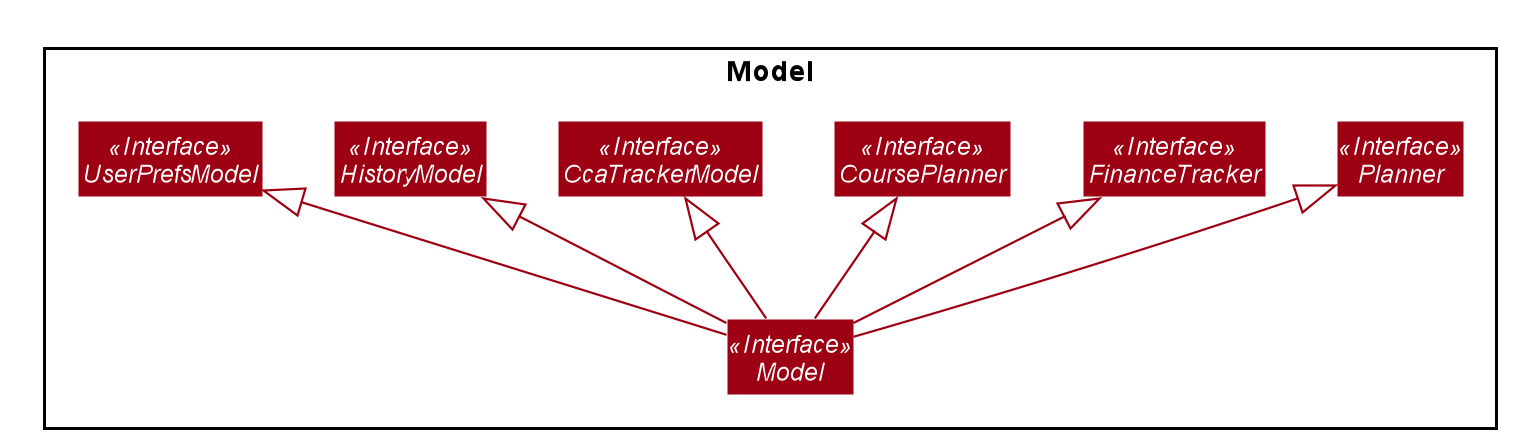 Model
«Interface»
UserPrefsModel
«Interface»
HistoryModel
«Interface»
CcaTrackerModel
«Interface»
CoursePlanner
«Interface»
FinanceTracker
«Interface»
Planner
«Interface»
Model